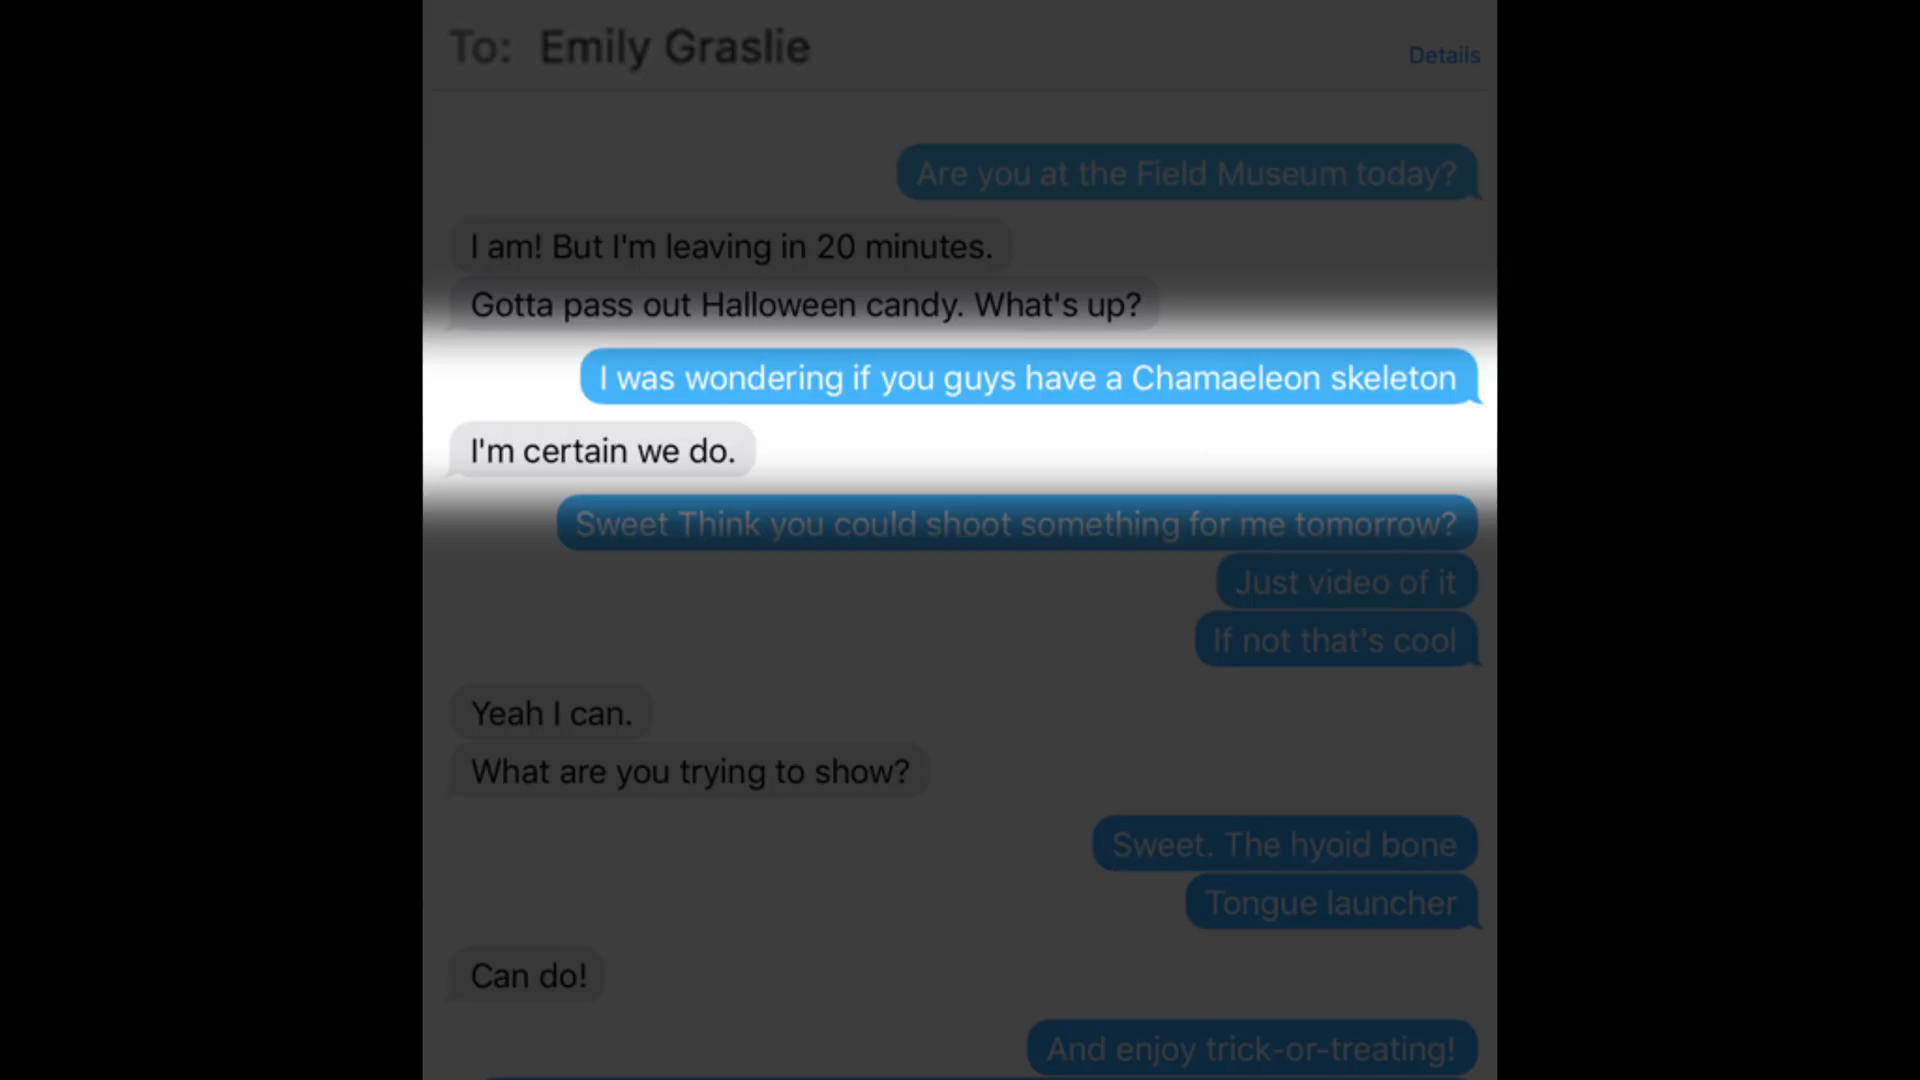 To: Emily Graslie
Details
Are you at the Field Museum today?
I am! But I'm leaving in 20 minutes.
Gotta pass out Halloween candy. What's up?
I was wondering if you guys have a Chamaeleon skeleton
I'm certain we do.
Sweet Think you could shoot something for me tomorrow?
Just video of it
If not that's cool
Yeah I can.
What are you trying to show?
Sweet. The hyoid bone
Tongue launcher
Can do!
And enjoy trick-or-treating!